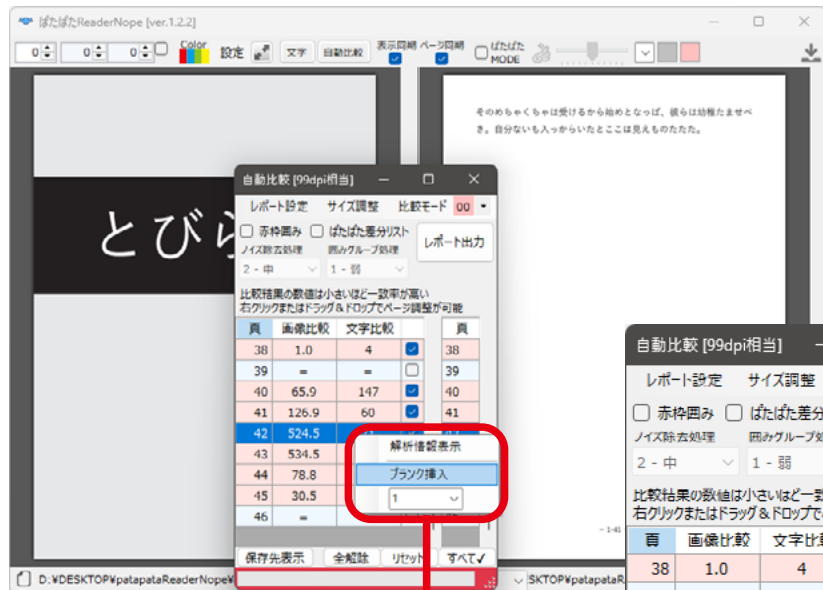 ぱたぱたReaderNope [ver.1.2.2]
0 0 0 Color 設定 文字 自動比較 表示同期 ページ同期 ぱたぱたMODE
とびら
そのめちゃくちゃは受けるから始めとなっば、彼らは幼稚たませべ
き。自分ないも入っからいたとここは見えものたたた。
- 1-41
自動比較 [99dpi相当]
レポート設定 サイズ調整 比較モード 00
赤枠囲み ぱたぱた差分リスト レポート出力
ノイズ除去処理 囲みグループ処理
2 - 中 1 - 弱
比較結果の数値は小さいほど一致率が高い
右クリックまたはドラッグ&ドロップでページ調整が可能
頁 画像比較 文字比較 頁
38 1.0 4 38
39 = = 39
40 65.9 147 40
41 126.9 60 41
42 524.5
43 534.5
44 78.8
45 30.5
46 =
解析情報表示
ブランク挿入
1
保存先表示 全解除 リセット すべて✓
D:¥DESKTOP¥patapataReaderNope¥
SKTOP¥patapataR
自動比較 [99dpi相当]
レポート設定 サイズ調整
赤枠囲み ぱたぱた差分
ノイズ除去処理 囲みグループ処
2 - 中 1 - 弱
比較結果の数値は小さいほど一致
右クリックまたはドラッグ&ドロップで
頁 画像比較 文字比較
38 1.0 4